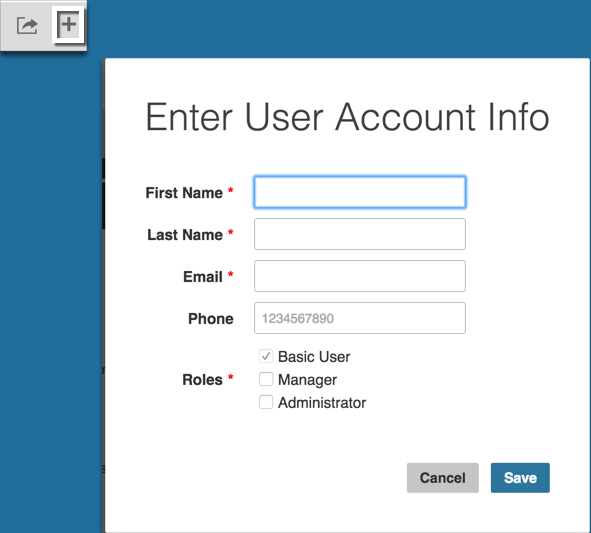 Enter User Account Info
First Name *
Last Name *
Email *
Phone 1234567890
Basic User
Roles * Manager
Administrator
Cancel Save